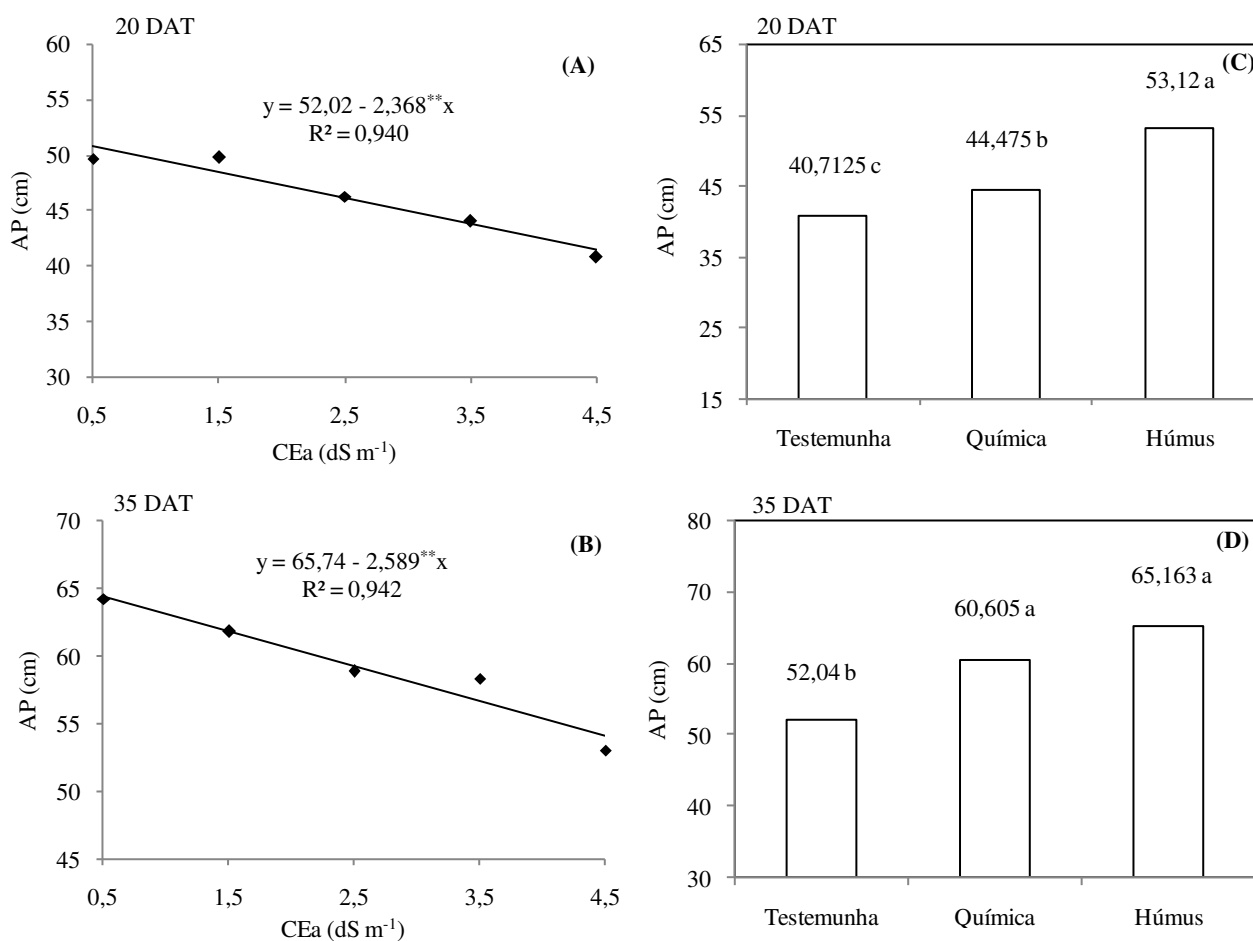 20 DAT
(A)
y = 52,02 - 2,368**x
R² = 0,940
60
55
50
45
40
35
30
AP (cm)
0,5 1,5 2,5 3,5 4,5
CEa (dS m-1)
20 DAT
(C)
65
55
45
35
25
15
AP (cm)
40,7125 c
44,475 b
53,12 a
Testemunha Química Húmus
35 DAT
(B)
y = 65,74 - 2,589**x
R² = 0,942
70
65
60
55
50
45
AP (cm)
0,5 1,5 2,5 3,5 4,5
CEa (dS m-1)
35 DAT
(D)
80
70
60
50
40
30
AP (cm)
52,04 b
60,605 a
65,163 a
Testemunha Química Húmus